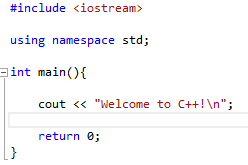 #include <iostream>
using namespace std;
int main(){
cout << "Welcome to C++!\n";
return 0;
}